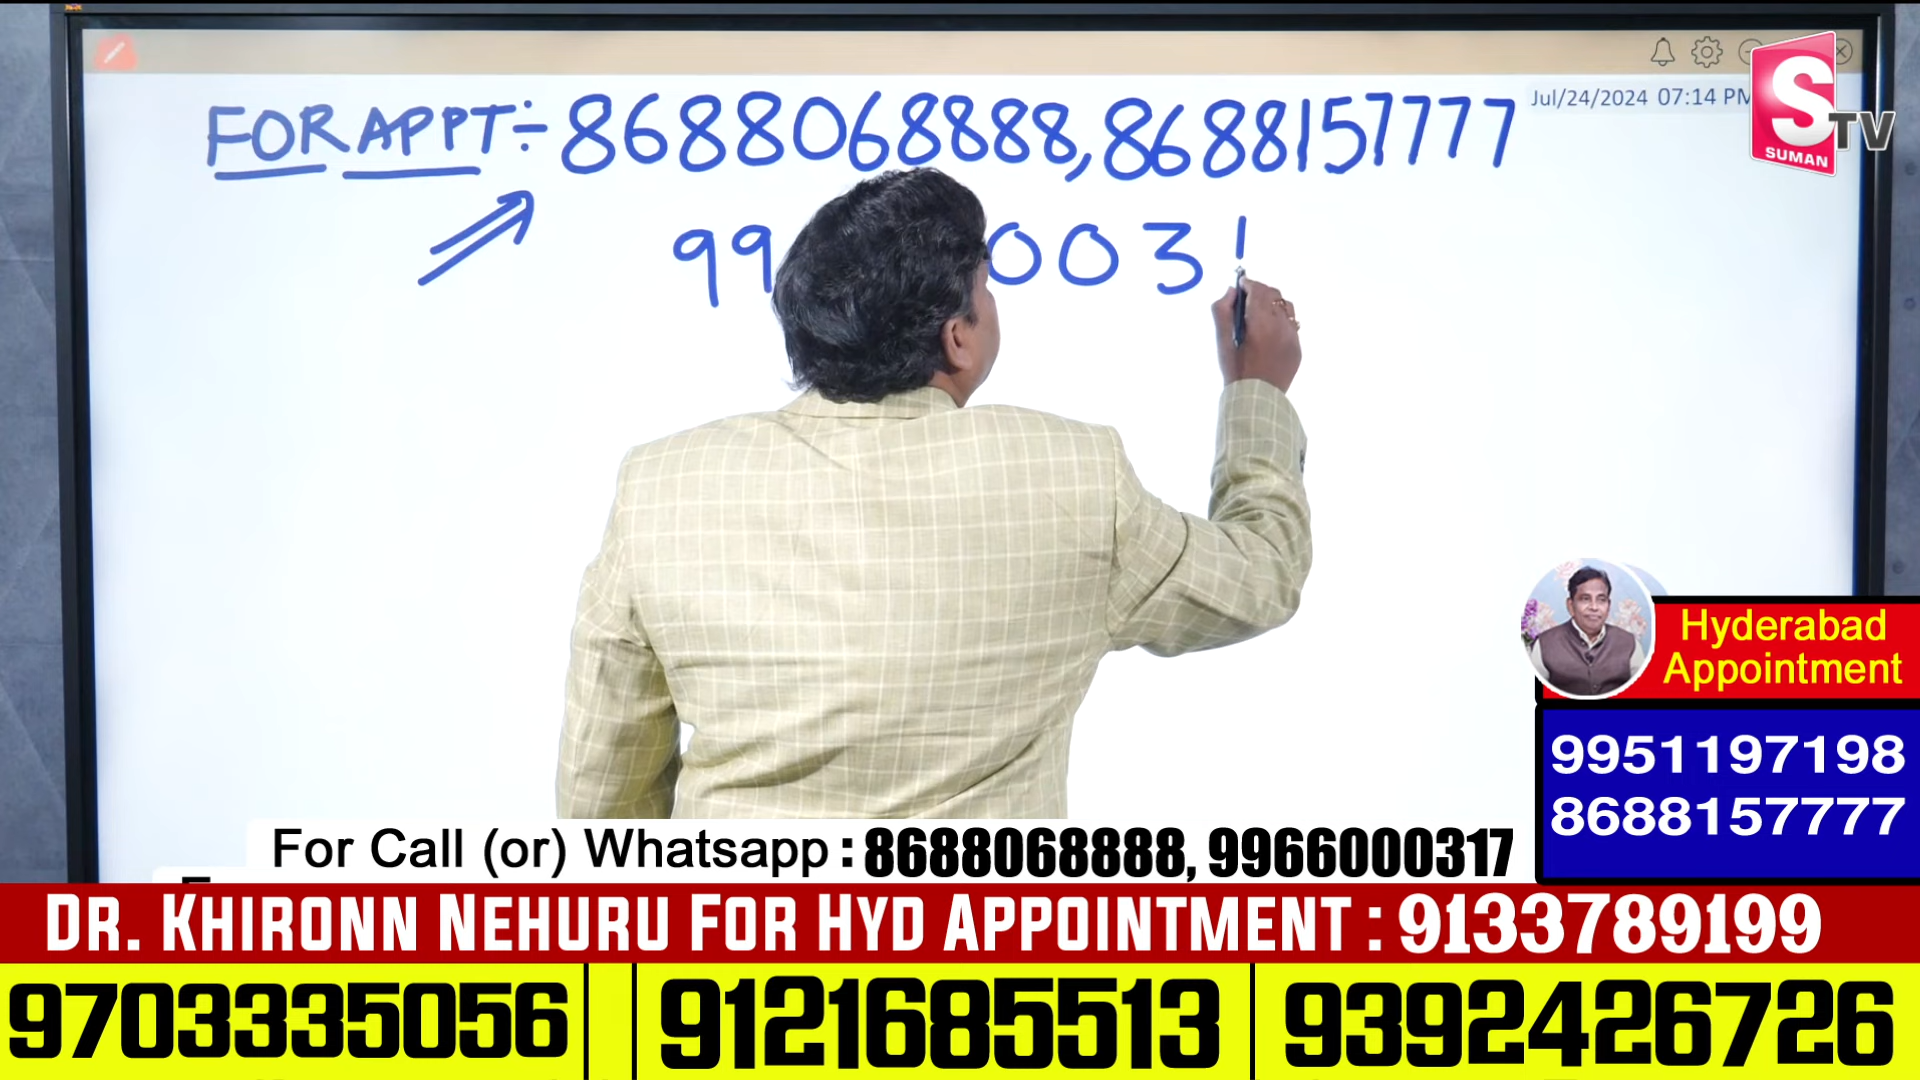 Jul/24/2024 07:14 PM
S TV
SUMAN
FOR APPT:- 8688068888, 8688157777
99 0031
Hyderabad
Appointment
9951197198
8688157777
For Call (or) Whatsapp : 8688068888, 9966000317
DR. KHIRONN NEHURU FOR HYD APPOINTMENT : 9133789199
9703335056 9121685513 9392426726